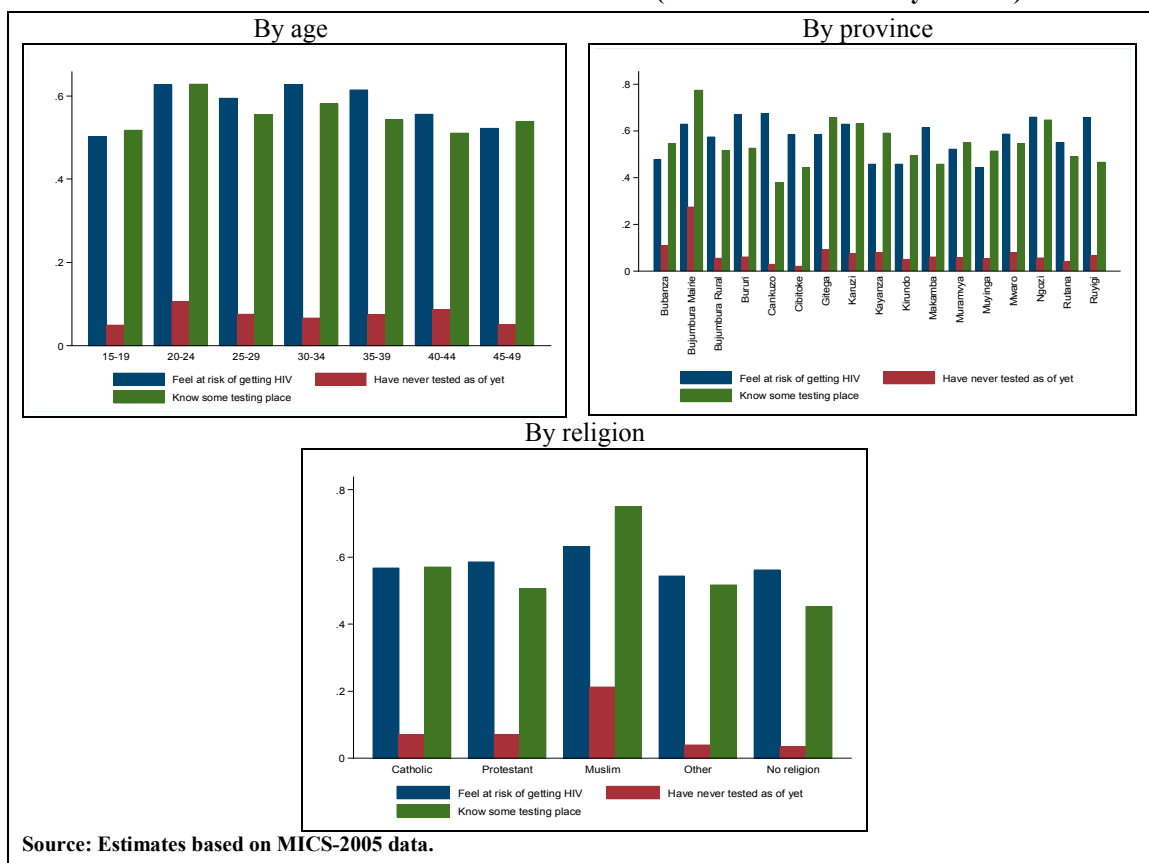 By age
By province
.6
.4
.2
0
15-19 20-24 25-29 30-34 35-39 40-44 45-49
Feel at risk of getting HIV Have never tested as of yet
Know some testing place
.8
.6
.4
.2
0
Bubanza
Bujumbura Mairie
Bujumbura Rural
Bururi
Cankuzo
Cibitoke
Gitega
Karuzi
Kayanza
Kirundo
Makamba
Muramvya
Muyinga
Mwaro
Ngozi
Rutana
Ruyigi
Feel at risk of getting HIV Have never tested as of yet
Know some testing place
By religion
.8
.6
.4
.2
0
Catholic Protestant Muslim Other No religion
Feel at risk of getting HIV Have never tested as of yet
Know some testing place
Source: Estimates based on MICS-2005 data.